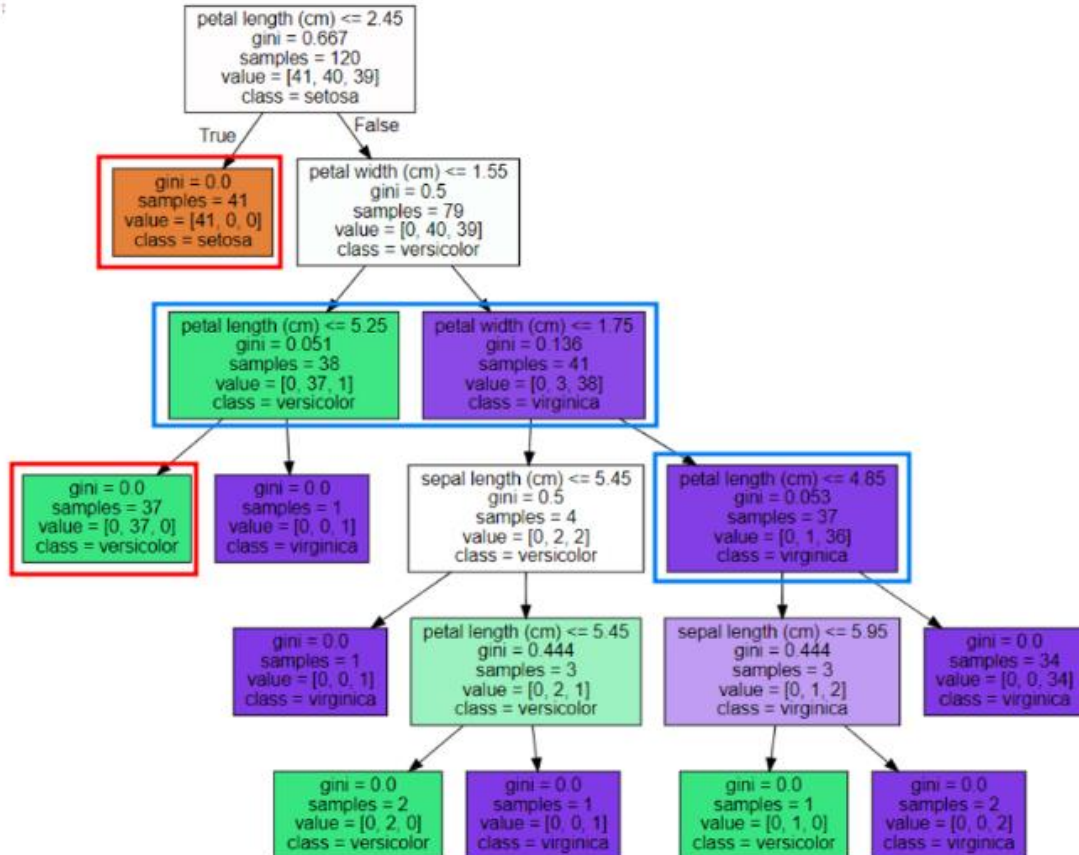 petal length (cm) <= 2.45
gini = 0.667
samples = 120
value = [41, 40, 39]
class = setosa
True
False
gini = 0.0
samples = 41
value = [41, 0, 0]
class = setosa
petal width (cm) <= 1.55
gini = 0.5
samples = 79
value = [0, 40, 39]
class = versicolor
petal length (cm) <= 5.25
gini = 0.051
samples = 38
value = [0, 37, 1]
class = versicolor
petal width (cm) <= 1.75
gini = 0.136
samples = 41
value = [0, 3, 38]
class = virginica
gini = 0.0
samples = 37
value = [0, 37, 0]
class = versicolor
gini = 0.0
samples = 1
value = [0, 0, 1]
class = virginica
sepal length (cm) <= 5.45
gini = 0.5
samples = 4
value = [0, 2, 2]
class = versicolor
petal length (cm) <= 4.85
gini = 0.053
samples = 37
value = [0, 1, 36]
class = virginica
gini = 0.0
samples = 1
value = [0, 0, 1]
class = virginica
petal length (cm) <= 5.45
gini = 0.444
samples = 3
value = [0, 2, 1]
class = versicolor
sepal length (cm) <= 5.95
gini = 0.444
samples = 3
value = [0, 1, 2]
class = virginica
gini = 0.0
samples = 34
value = [0, 0, 34]
class = virginica
gini = 0.0
samples = 2
value = [0, 2, 0]
class = versicolor
gini = 0.0
samples = 1
value = [0, 0, 1]
class = virginica
gini = 0.0
samples = 1
value = [0, 1, 0]
class = versicolor
gini = 0.0
samples = 2
value = [0, 0, 2]
class = virginica